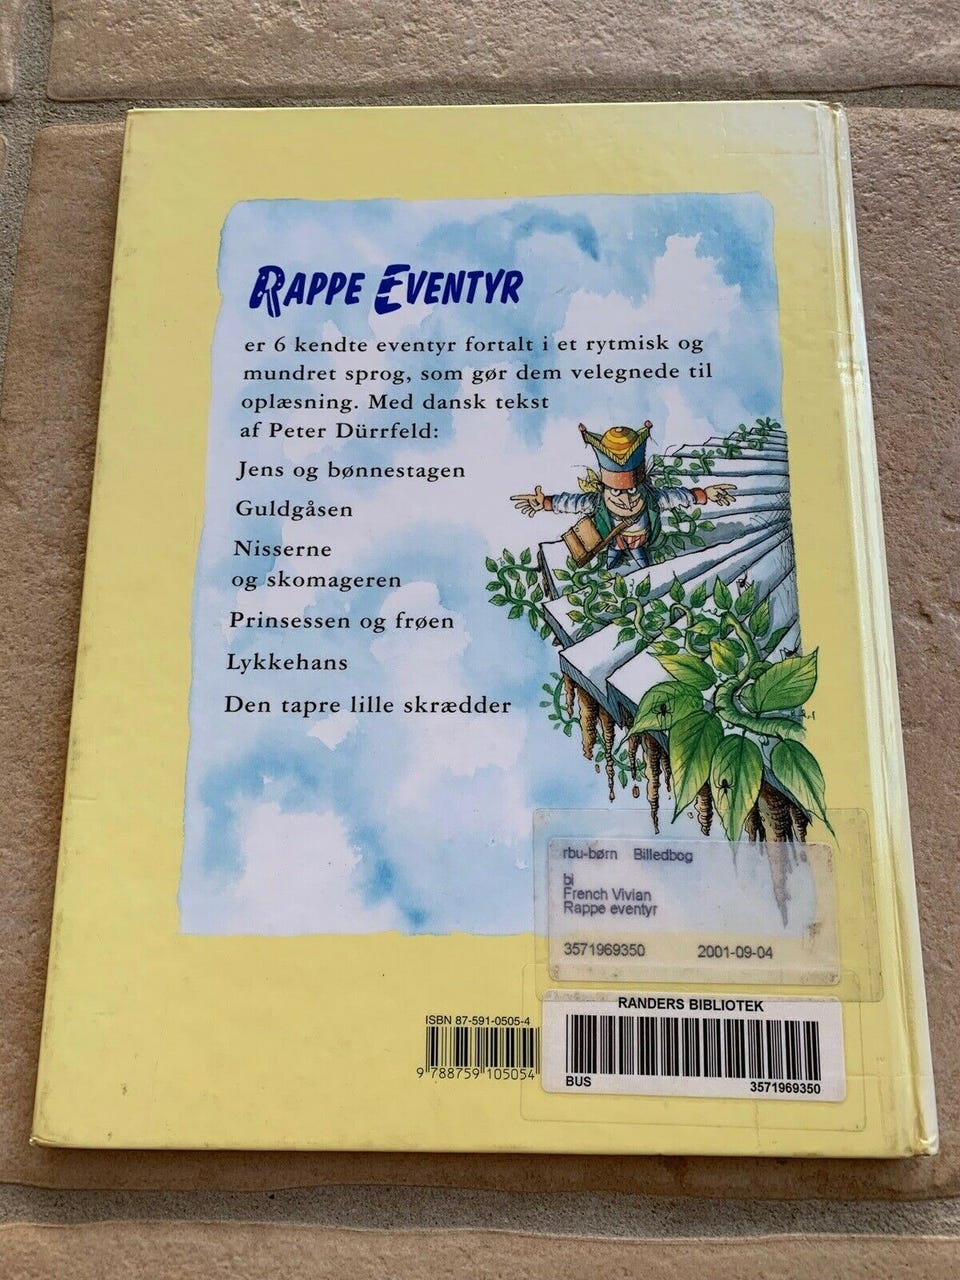 RAPPE EVENTYR
er 6 kendte eventyr fortalt i et rytmisk og
mundret sprog, som gør dem velegnede til
oplæsning. Med dansk tekst
af Peter Dürrfeld:
Jens og bønnestagen
Guldgåsen
Nisserne
og skomageren
Prinsessen og frøen
Lykkehans
Den tapre lille skrædder
rbu-børn Billedbog
bi
French Vivian
Rappe eventyr
3571969350 2001-09-04
ISBN 87-591-0505-4
9 788759 105054
RANDERS BIBLIOTEK
BUS 3571969350